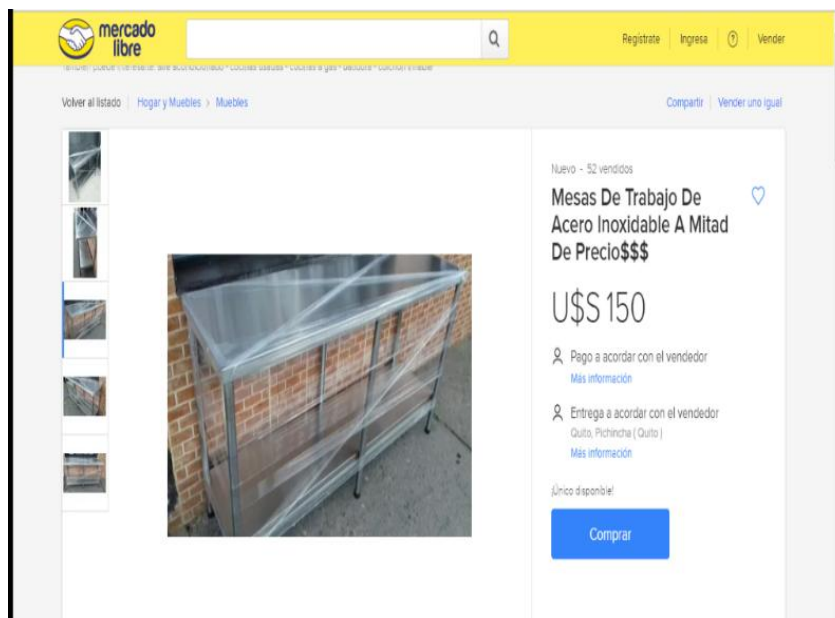 mercado
libre
Regístrate
Ingresa
?
Vender
Volver al listado
Hogar y Muebles > Muebles
Compartir
Vender uno igual
Nuevo - 52 vendidos
Mesas De Trabajo De
Acero Inoxidable A Mitad
De Precio$$$
U$S 150
Pago a acordar con el vendedor
Más información
Entrega a acordar con el vendedor
Quito, Pichincha ( Quito )
Más información
¡Único disponible!
Comprar